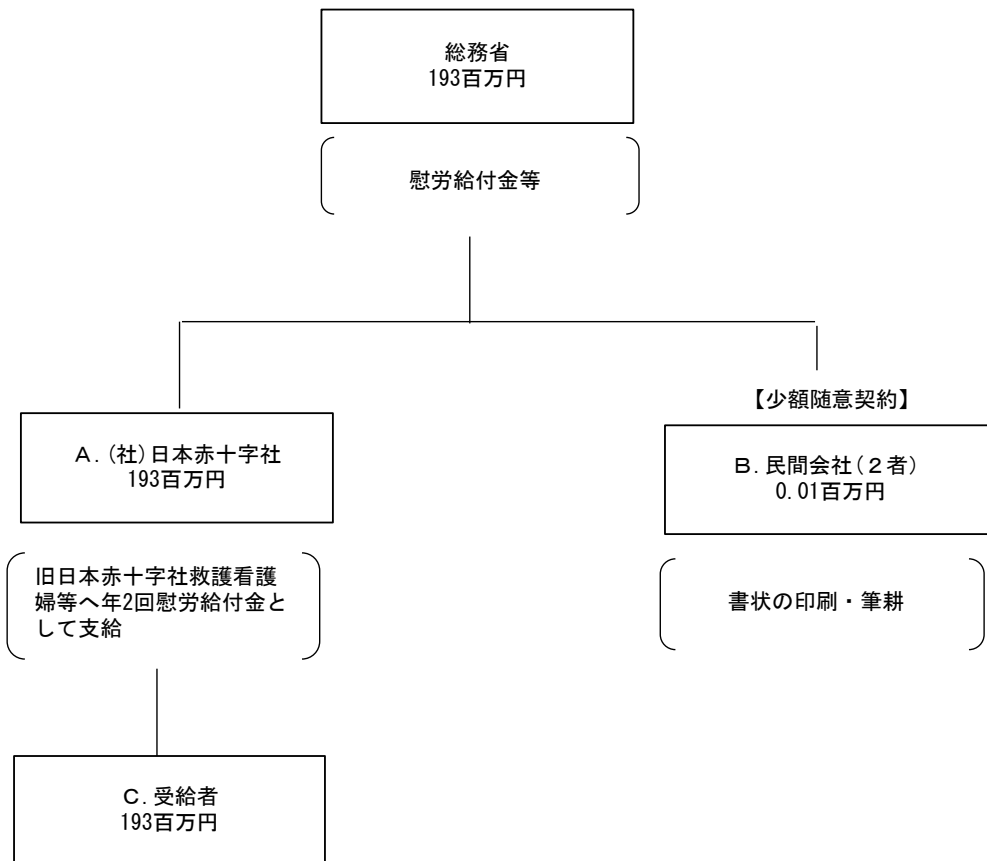 総務省
193百万円
慰労給付金等
【少額随意契約】
A.(社)日本赤十字社
193百万円
B.民間会社(2者)
0.01百万円
旧日本赤十字社救護看護
婦等へ年2回慰労給付金と
して支給
書状の印刷・筆耕
C.受給者
193百万円